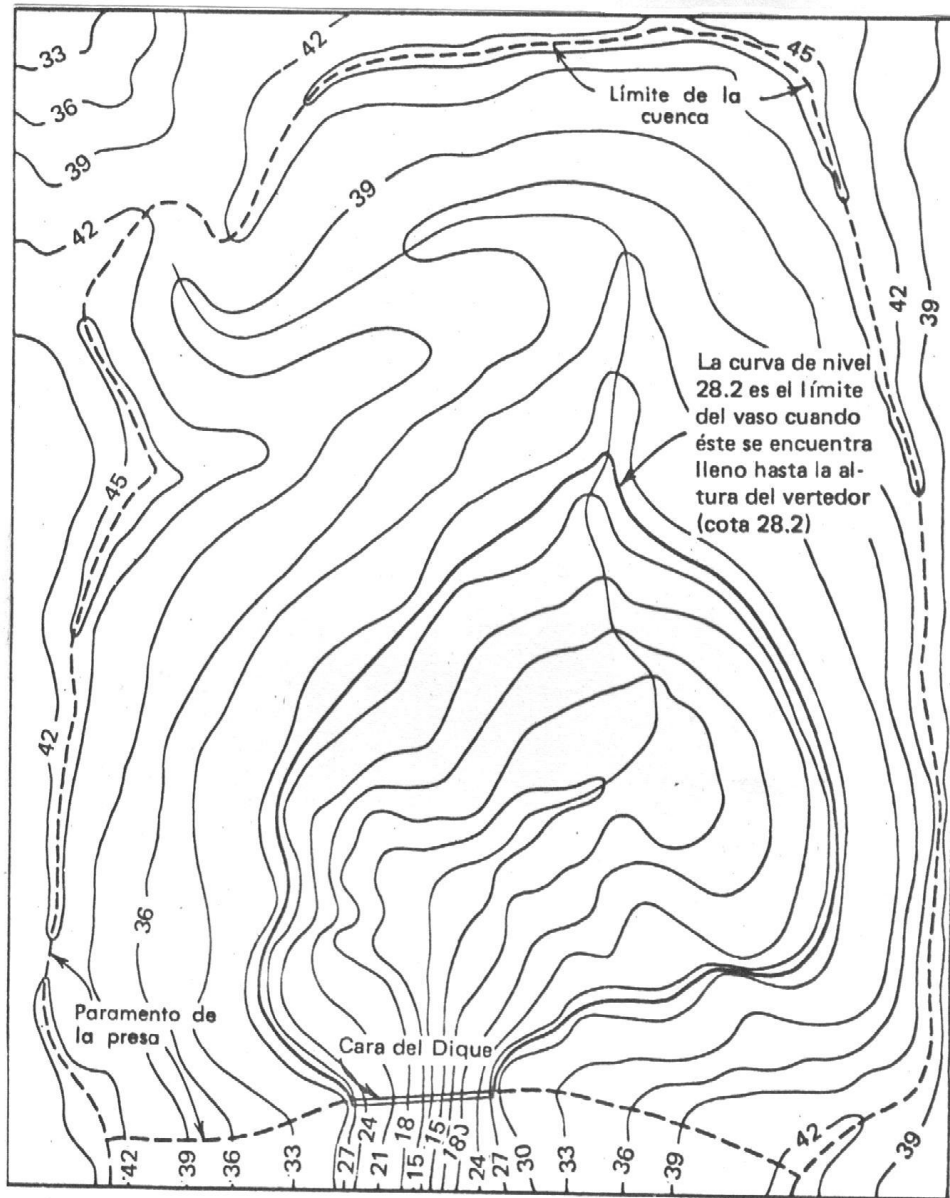 42
45
33
Límite de la
cuenca
36
39
39
42
42
39
La curva de nivel
28.2 es el límite
del vaso cuando
éste se encuentra
lleno hasta la al-
tura del vertedor
(cota 28.2)
45
42
36
Paramento de
la presa
Cara del Dique
42
39
36
33
27
24
21
18
15
15
24
27
30
33
36
39
42
39